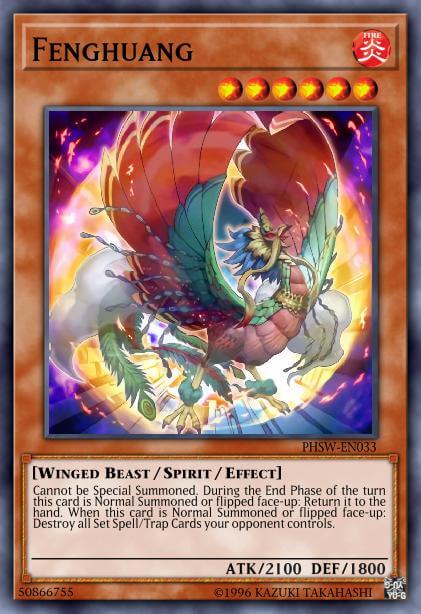 Fenghuang
FIRE
炎
PHSW-EN033
[Winged Beast / Spirit / Effect]
Cannot be Special Summoned. During the End Phase of the turn
this card is Normal Summoned or flipped face-up: Return it to the
hand. When this card is Normal Summoned or flipped face-up:
Destroy all Set Spell/Trap Cards your opponent controls.
ATK/2100 DEF/1800
50866755
©1996 KAZUKI TAKAHASHI